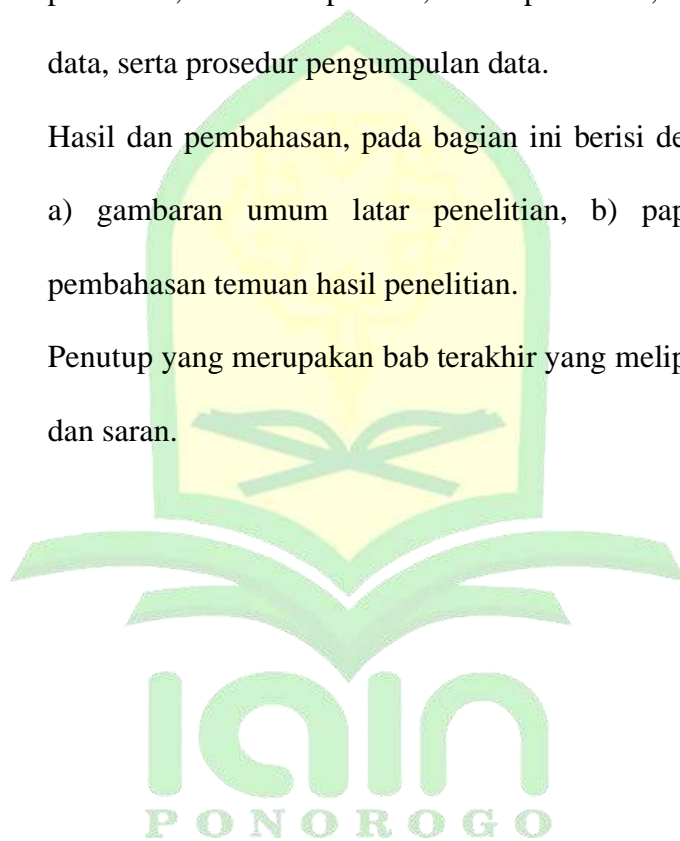 data, serta prosedur pengumpulan data.
Hasil dan pembahasan, pada bagian ini berisi
a) gambaran umum latar penelitian, b)
pembahasan temuan hasil penelitian.
Penutup yang merupakan bab terakhir yang
dan saran.
iain
PONOROGO